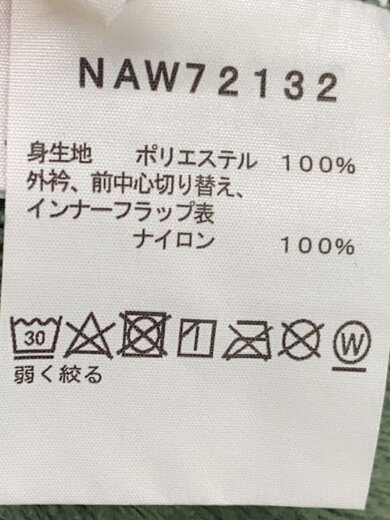 NAW72132
身生地 ポリエステル 100%
外衿、前中心切り替え、
インナーフラップ表
ナイロン 100%
30
W
弱く絞る